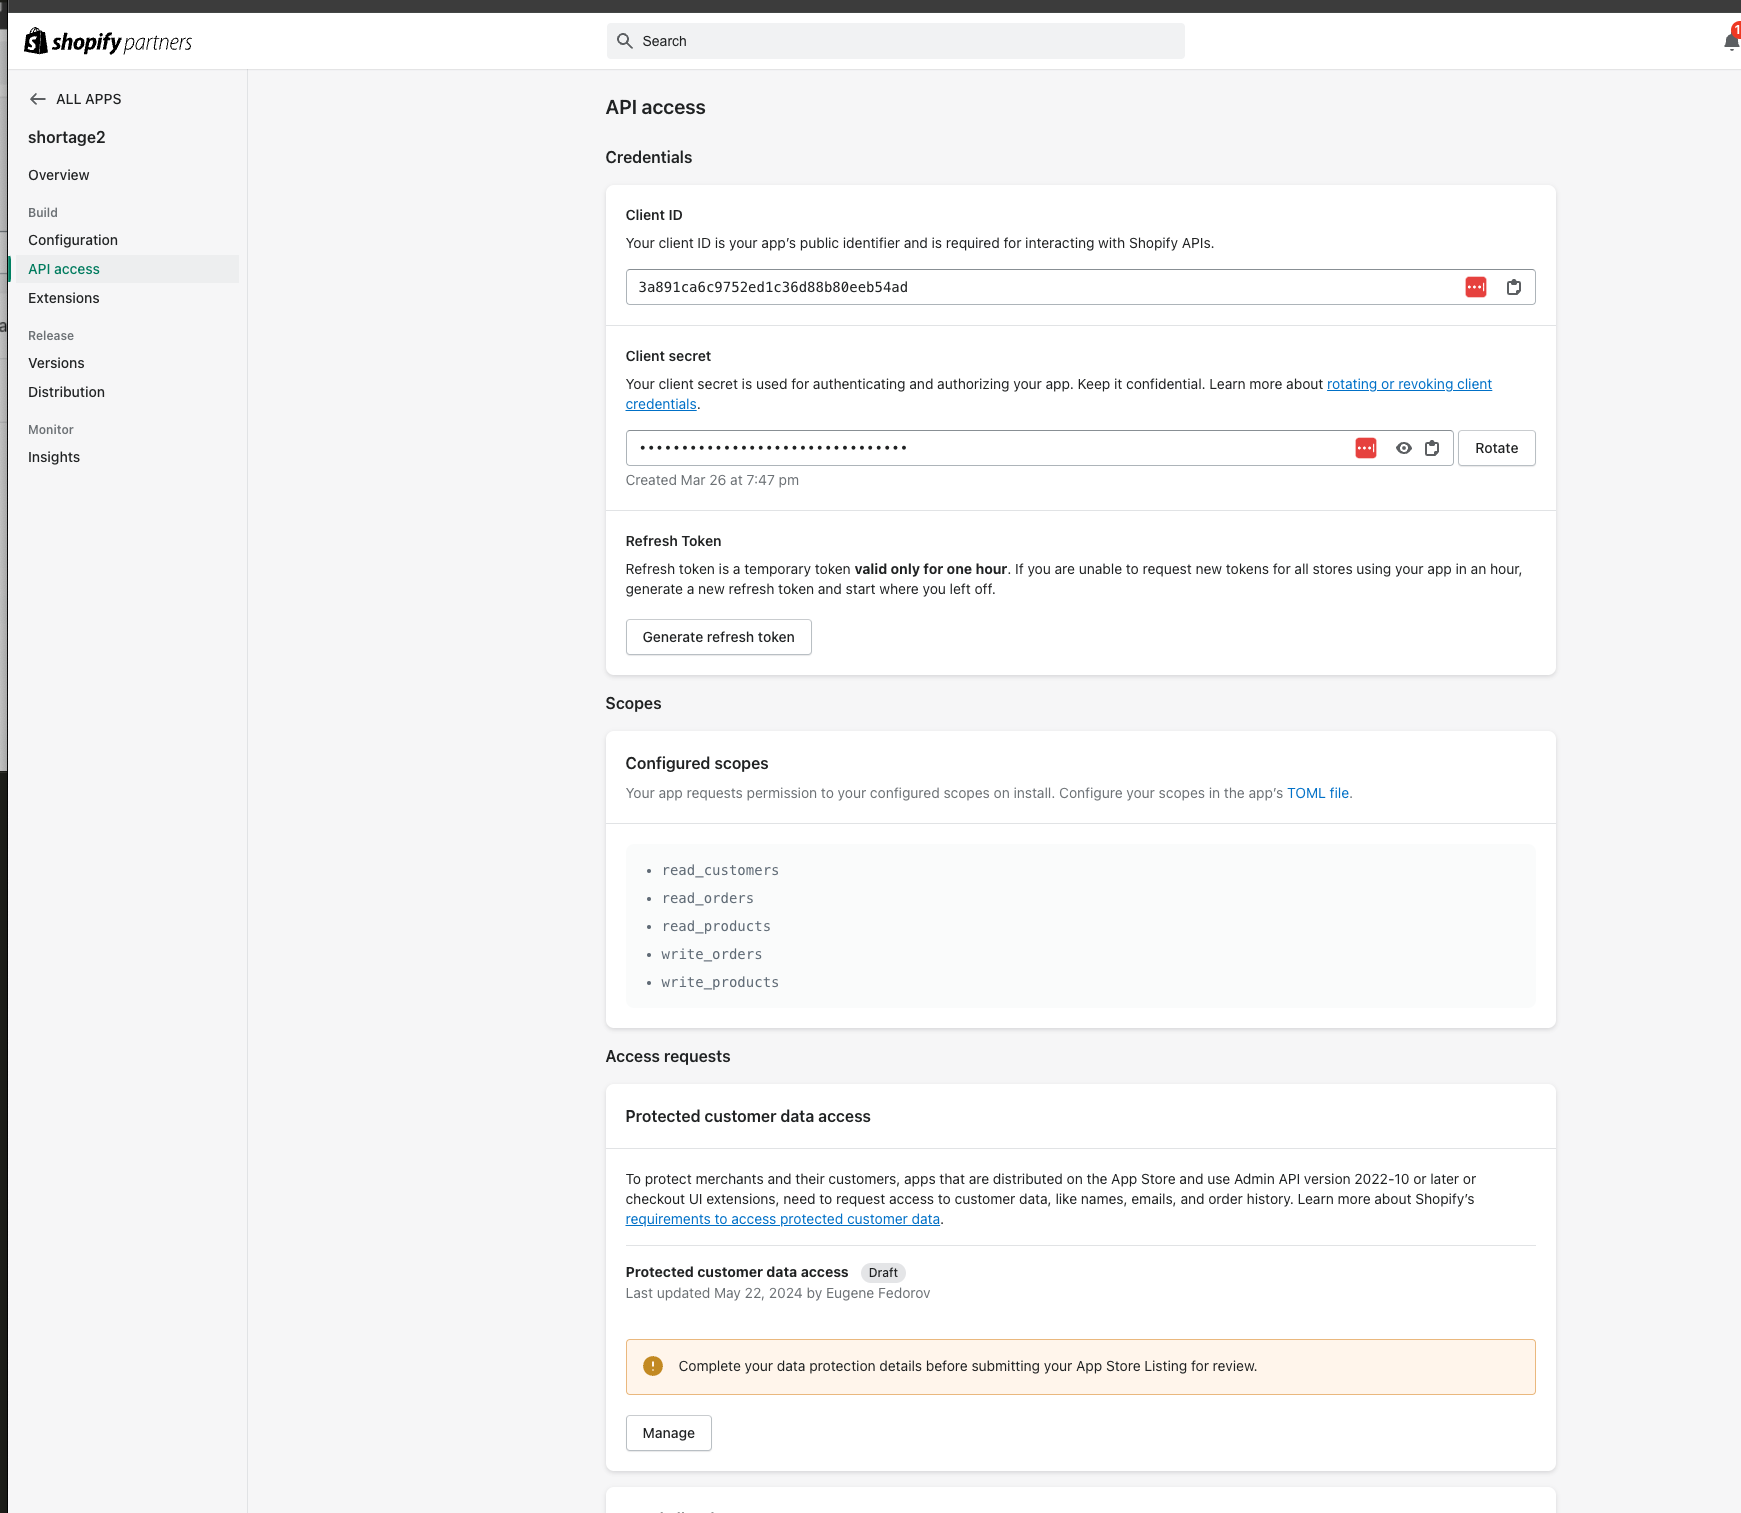 shopify partners
Search
1
ALL APPS
shortage2
Overview
Build
Configuration
API access
Extensions
Release
Versions
Distribution
Monitor
Insights
API access
Credentials
Client ID
Your client ID is your app's public identifier and is required for interacting with Shopify APIs.
3a891ca6c9752ed1c36d88b80eeb54ad
Client secret
Your client secret is used for authenticating and authorizing your app. Keep it confidential. Learn more about rotating or revoking client
credentials.
••••••••••••••••••••••••••••••••
Rotate
Created Mar 26 at 7:47 pm
Refresh Token
Refresh token is a temporary token valid only for one hour. If you are unable to request new tokens for all stores using your app in an hour,
generate a new refresh token and start where you left off.
Generate refresh token
Scopes
Configured scopes
Your app requests permission to your configured scopes on install. Configure your scopes in the app's TOML file.
• read_customers
• read_orders
• read_products
• write_orders
• write_products
Access requests
Protected customer data access
To protect merchants and their customers, apps that are distributed on the App Store and use Admin API version 2022-10 or later or
checkout UI extensions, need to request access to customer data, like names, emails, and order history. Learn more about Shopify's
requirements to access protected customer data.
Protected customer data access Draft
Last updated May 22, 2024 by Eugene Fedorov
Complete your data protection details before submitting your App Store Listing for review.
Manage